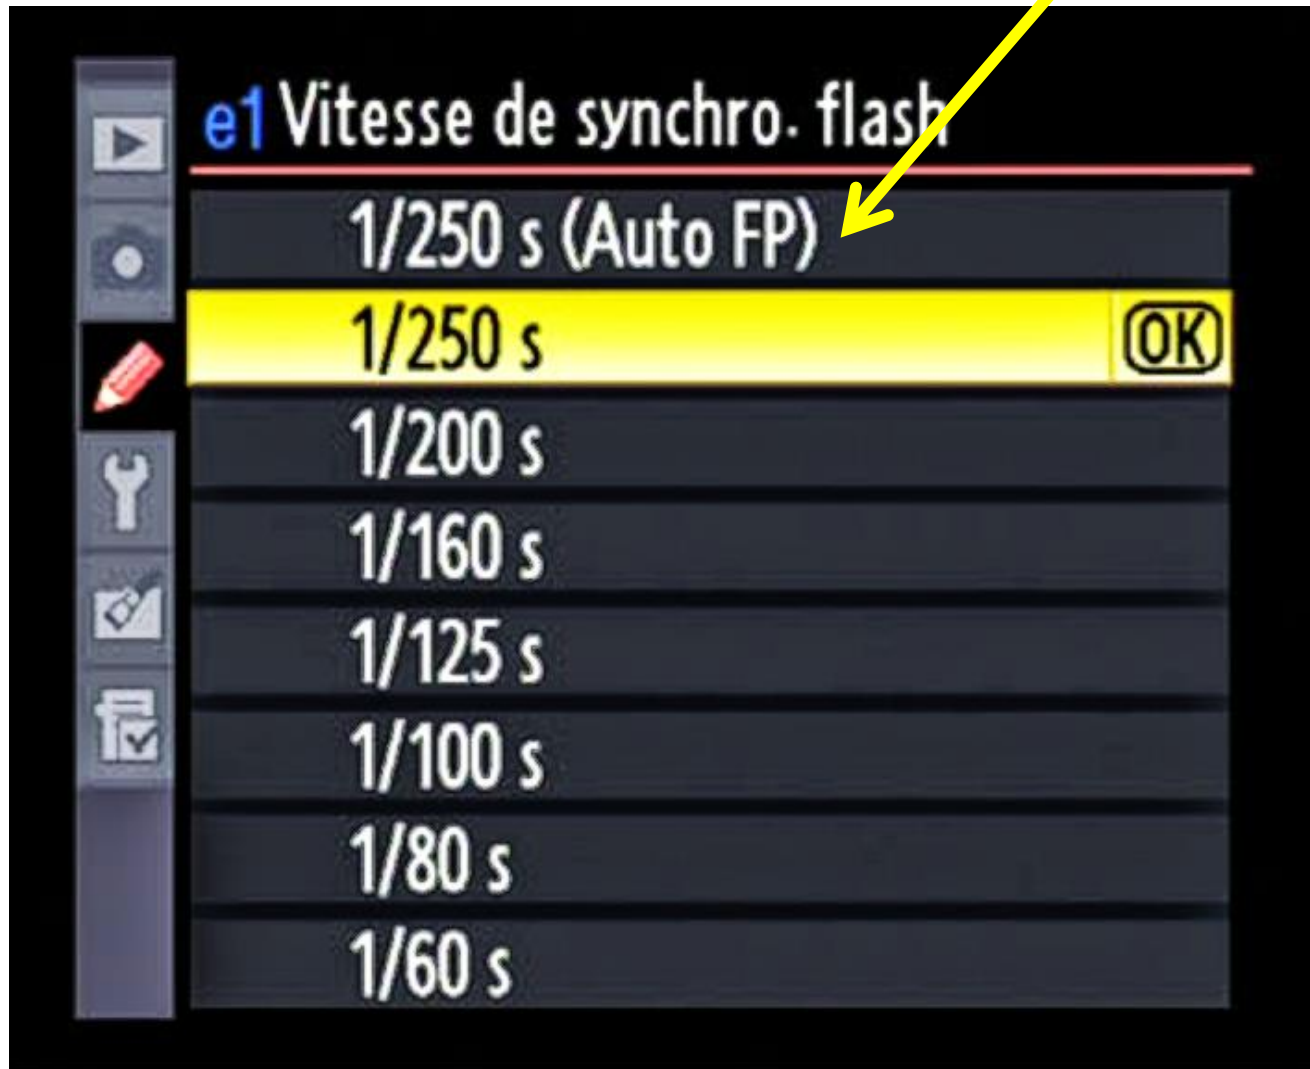 e1 Vitesse de synchro. flash
1/250 s (Auto FP)
1/250 s OK
1/200 s
1/160 s
1/125 s
1/100 s
1/80 s
1/60 s